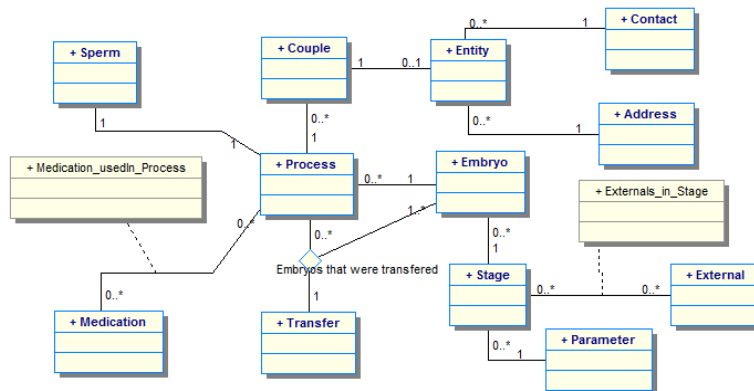 + Contact
+ Couple
+ Entity
+ Sperm
0..*
1
1
0..1
+ Address
0..*
1
0..*
1
1
1
+ Medication_usedIn_Process
+ Process
+ Embryo
0..*
1
+ Externals_in_Stage
0..*
0..*
1..*
0..*
1
Embryos that were transfered
+ Stage
+ External
0..*
0..*
0..*
1
+ Medication
+ Transfer
+ Parameter
0..*
1